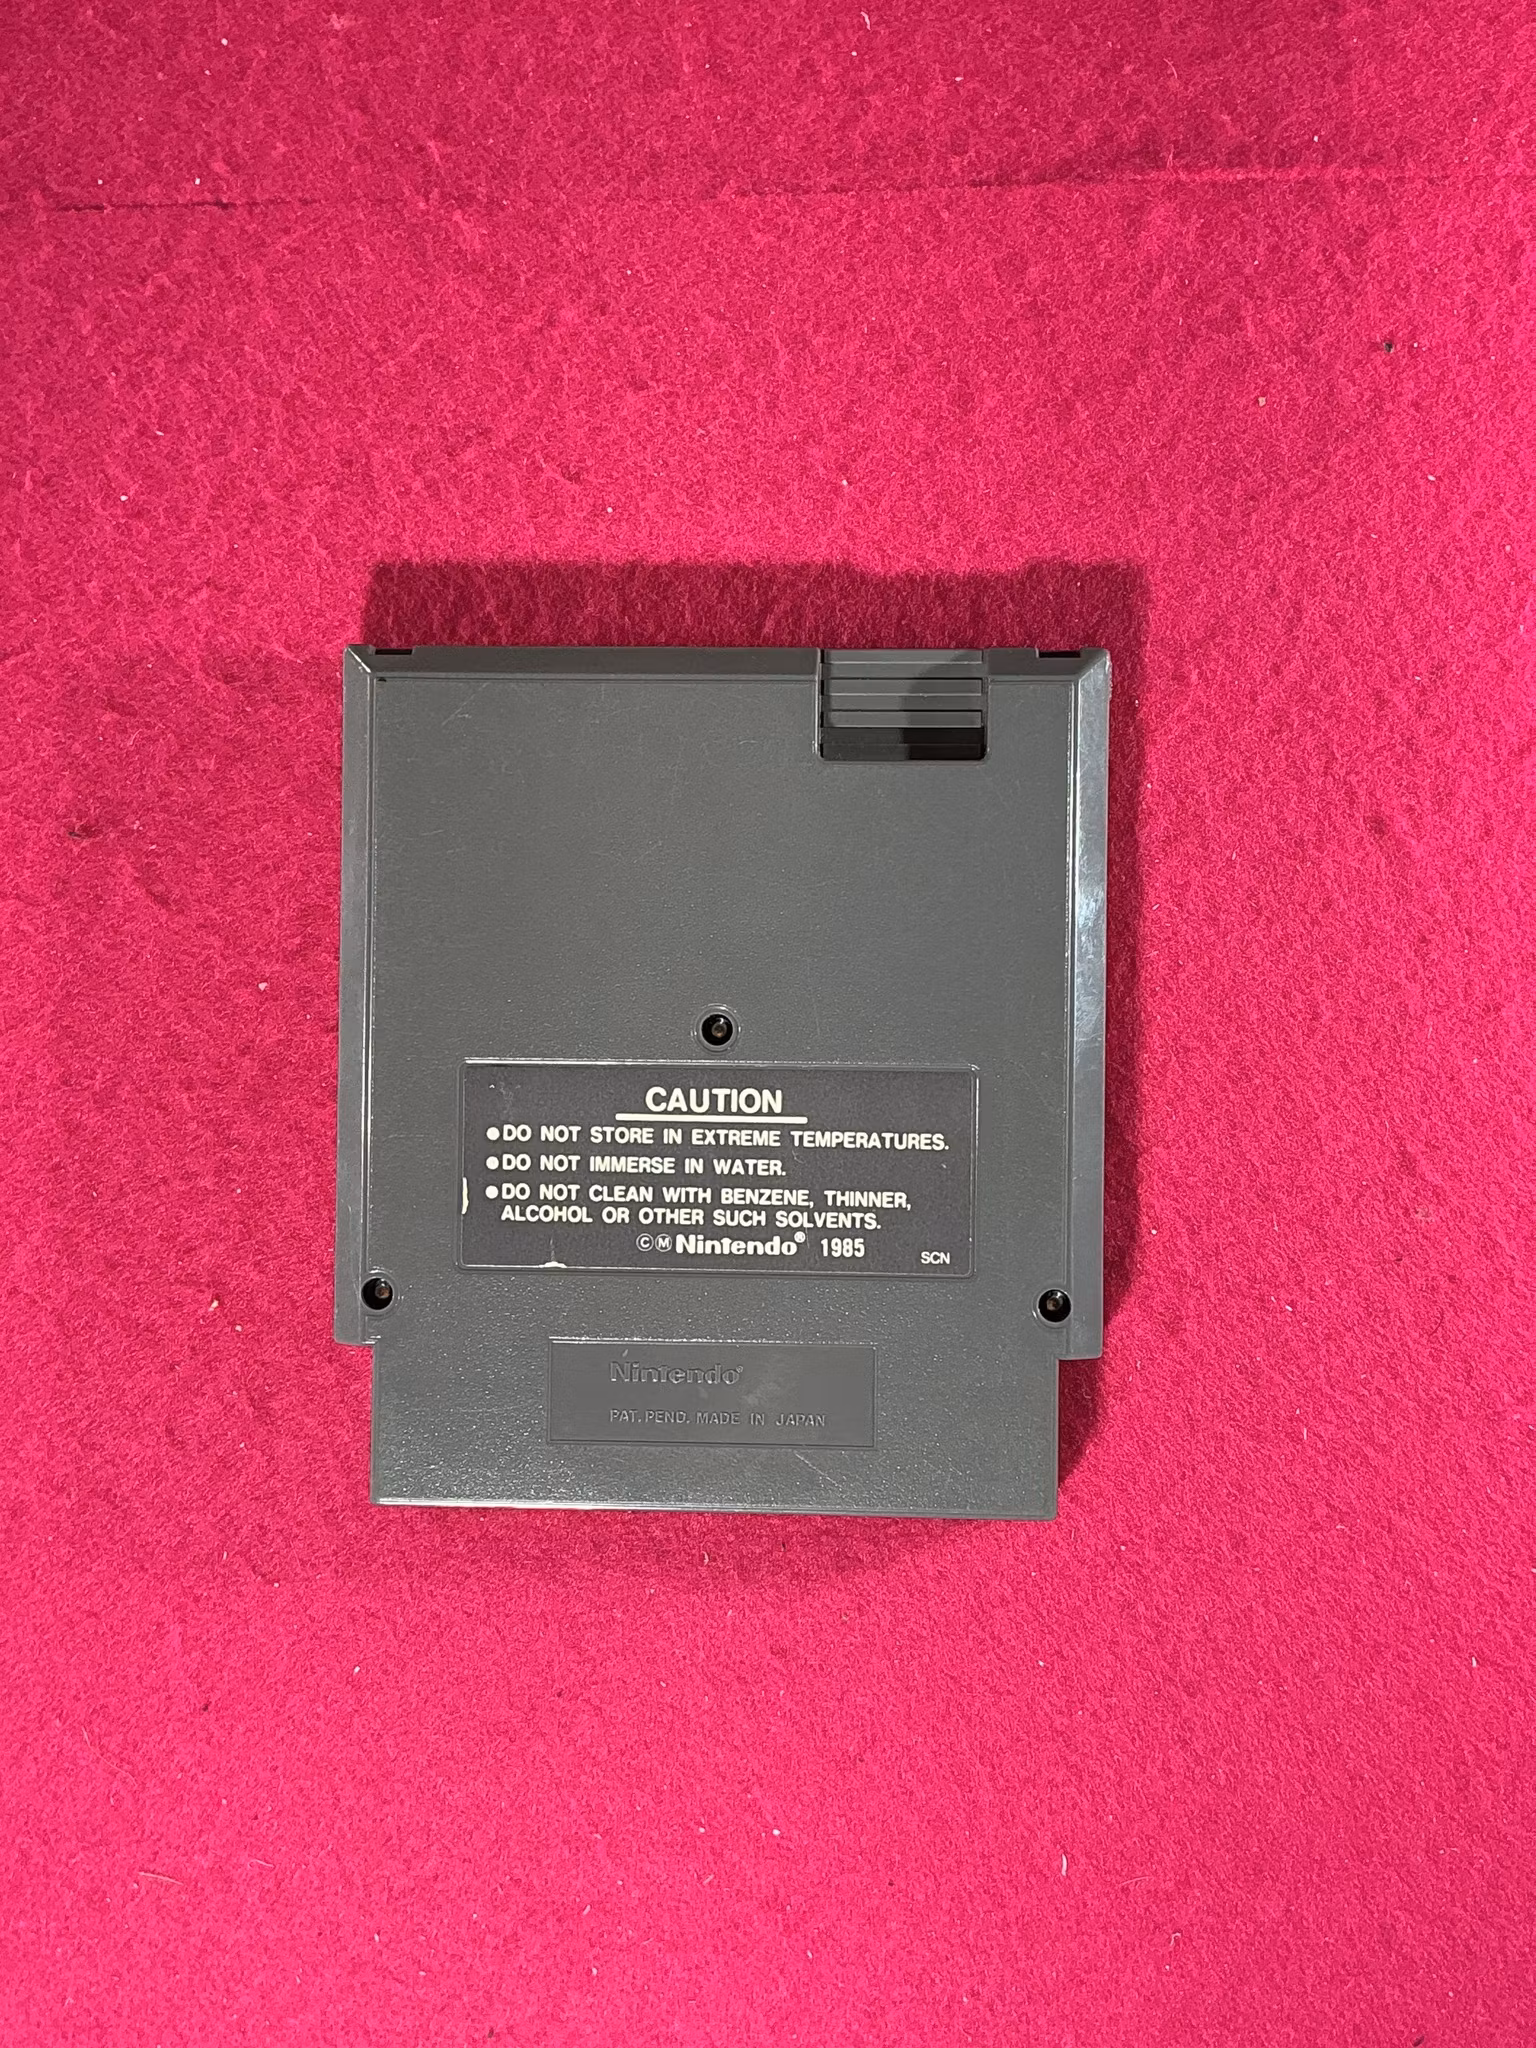 CAUTION
●DO NOT STORE IN EXTREME TEMPERATURES.
●DO NOT IMMERSE IN WATER.
●DO NOT CLEAN WITH BENZENE, THINNER,
ALCOHOL OR OTHER SUCH SOLVENTS.
©Ⓜ Nintendo® 1985 SCN
Nintendo®
PAT. PEND. MADE IN JAPAN